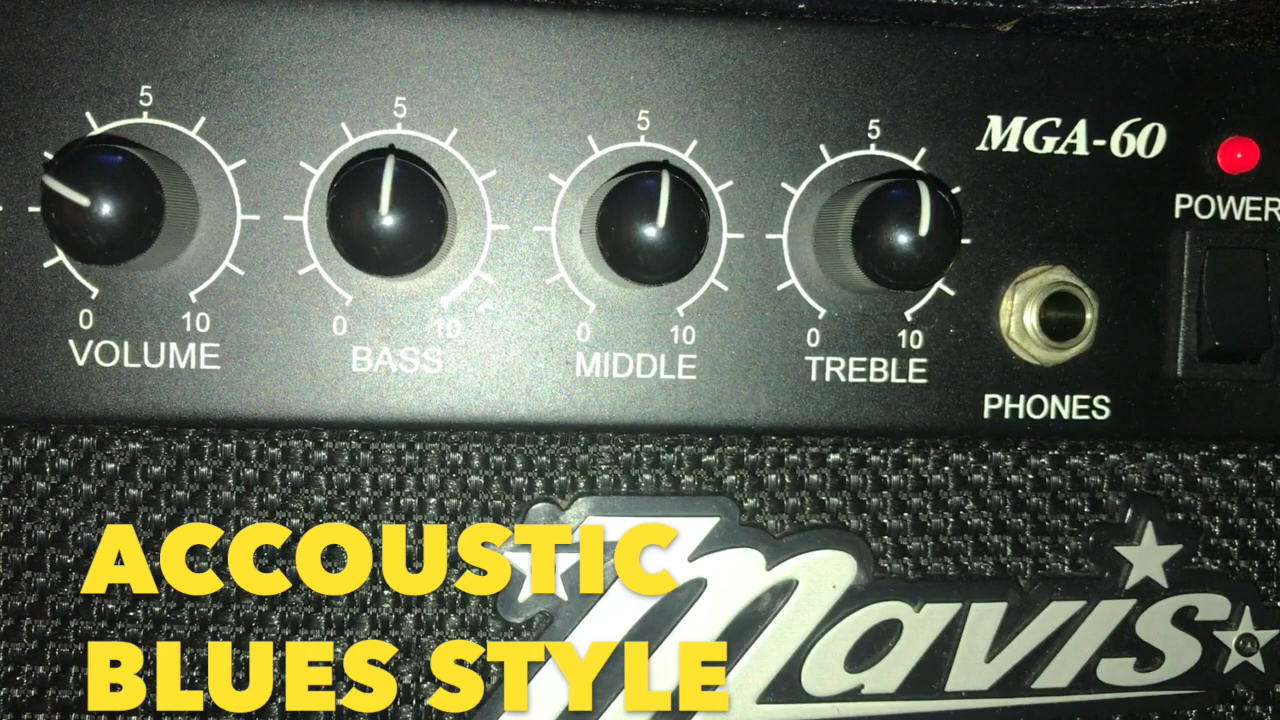 5 5 5 5
MGA-60
POWER
0 10 0 10 0 10 0 10
VOLUME BASS MIDDLE TREBLE
PHONES
ACCOUSTIC
BLUES STYLE
mavis